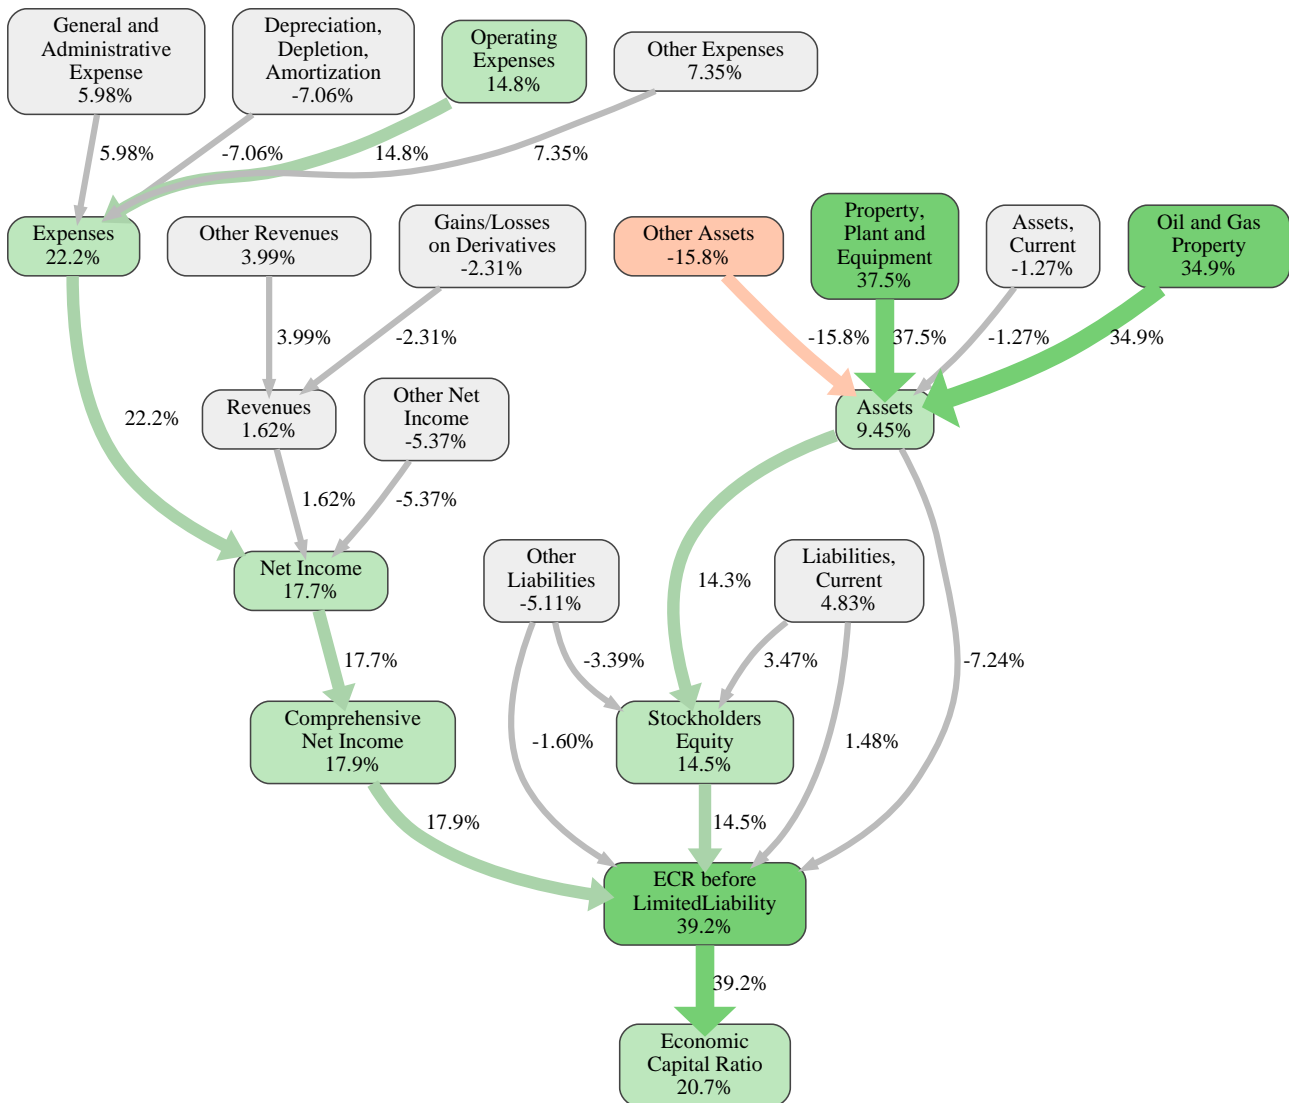 General and
Administrative
Expense
5.98%
Depreciation,
Depletion,
Amortization
-7.06%
Operating
Expenses
14.8%
Other Expenses
7.35%
5.98%
-7.06%
14.8%
7.35%
Expenses
22.2%
Other Revenues
3.99%
Gains/Losses
on Derivatives
-2.31%
Other Assets
-15.8%
Property,
Plant and
Equipment
37.5%
Assets,
Current
-1.27%
Oil and Gas
Property
34.9%
3.99%
-2.31%
-15.8%
37.5%
-1.27%
34.9%
22.2%
Revenues
1.62%
Other Net
Income
-5.37%
Assets
9.45%
1.62%
-5.37%
Net Income
17.7%
Other
Liabilities
-5.11%
14.3%
Liabilities,
Current
4.83%
17.7%
-3.39%
3.47%
-7.24%
Comprehensive
Net Income
17.9%
-1.60%
Stockholders
Equity
14.5%
1.48%
17.9%
14.5%
ECR before
LimitedLiability
39.2%
39.2%
Economic
Capital Ratio
20.7%